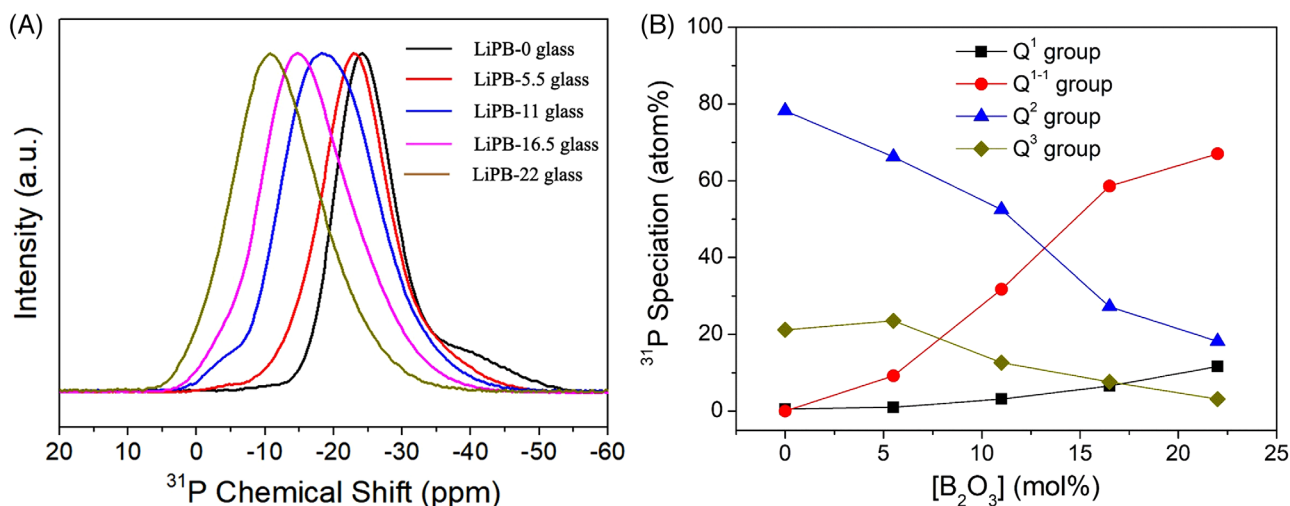 (A)
Intensity (a.u.)
LiPB-0 glass
LiPB-5.5 glass
LiPB-11 glass
LiPB-16.5 glass
LiPB-22 glass
20 10 0 -10 -20 -30 -40 -50 -60
³¹P Chemical Shift (ppm)
(B)
³¹P Speciation (atom%)
100
80
60
40
20
0
Q¹ group
Q¹⁻¹ group
Q² group
Q³ group
0 5 10 15 20 25
[B₂O₃] (mol%)